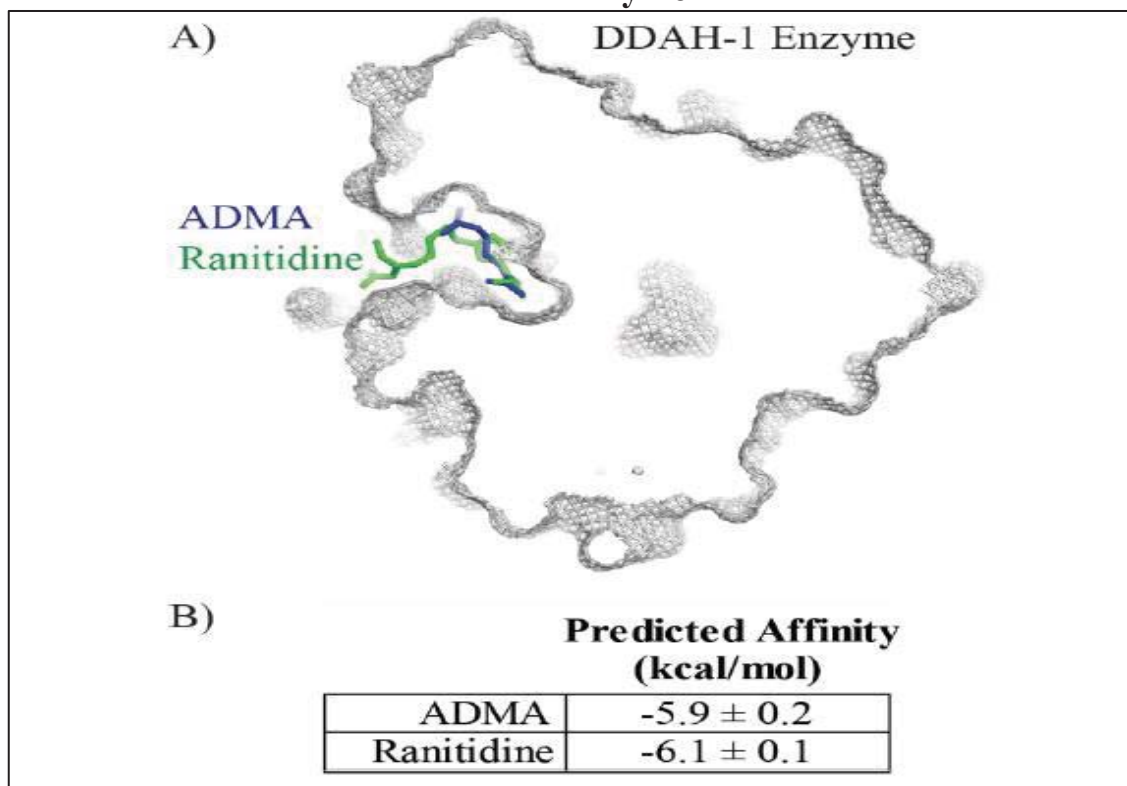 A)
DDAH-1 Enzyme
ADMA
Ranitidine
B)
Predicted Affinity
(kcal/mol)
ADMA -5.9 ± 0.2
Ranitidine -6.1 ± 0.1